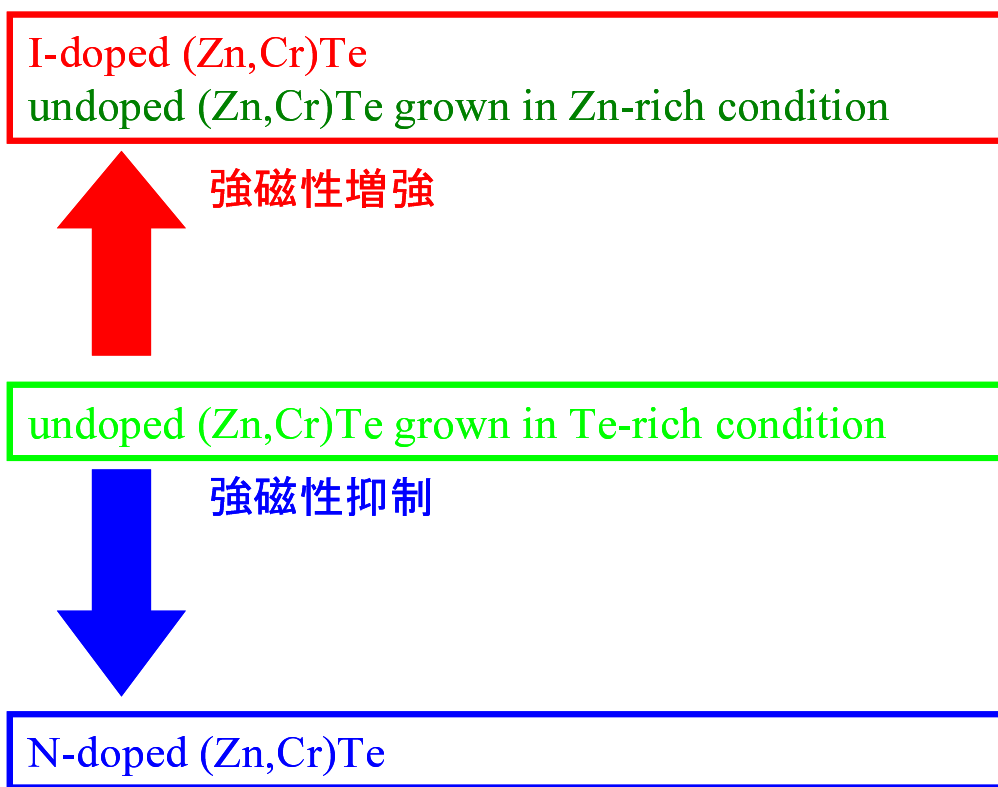 I-doped (Zn,Cr)Te
undoped (Zn,Cr)Te grown in Zn-rich condition
強磁性増強
undoped (Zn,Cr)Te grown in Te-rich condition
強磁性抑制
N-doped (Zn,Cr)Te